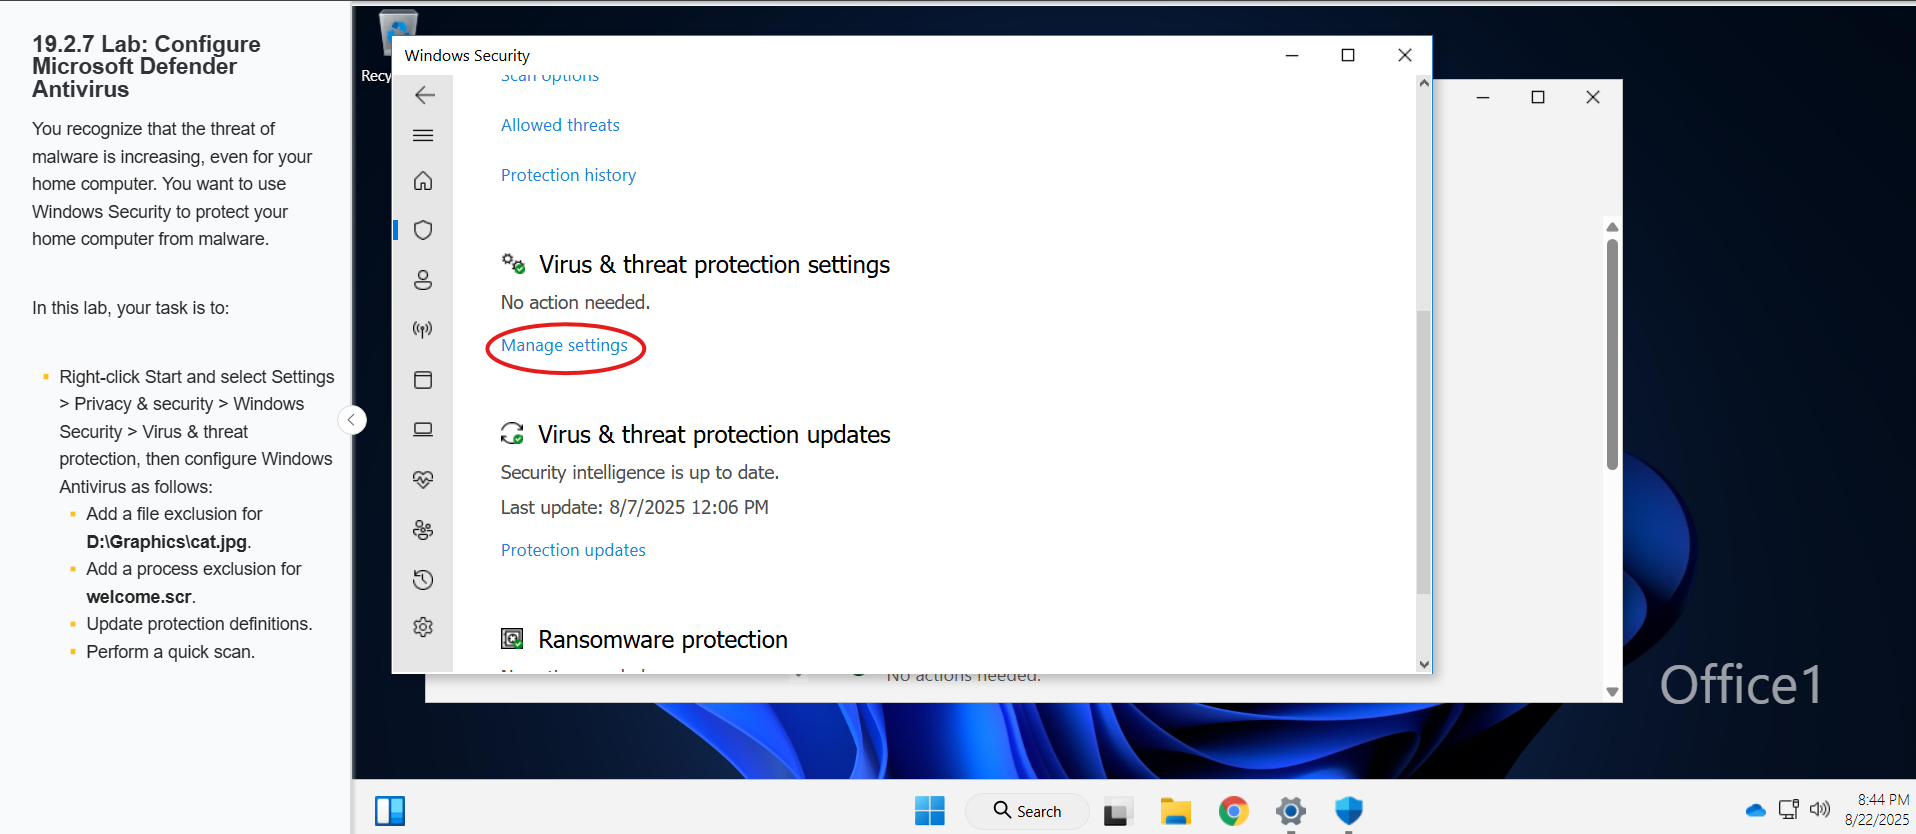 19.2.7 Lab: Configure
Microsoft Defender
Antivirus
You recognize that the threat of
malware is increasing, even for your
home computer. You want to use
Windows Security to protect your
home computer from malware.
In this lab, your task is to:
Right-click Start and select Settings
> Privacy & security > Windows
Security > Virus & threat
protection, then configure Windows
Antivirus as follows:
Add a file exclusion for
D:\Graphics\cat.jpg.
Add a process exclusion for
welcome.scr.
Update protection definitions.
Perform a quick scan.
Recy
Windows Security
Scan options
Allowed threats
Protection history
Virus & threat protection settings
No action needed.
Manage settings
Virus & threat protection updates
Security intelligence is up to date.
Last update: 8/7/2025 12:06 PM
Protection updates
Ransomware protection
No actions needed.
Office1
Search
8:44 PM
8/22/2025